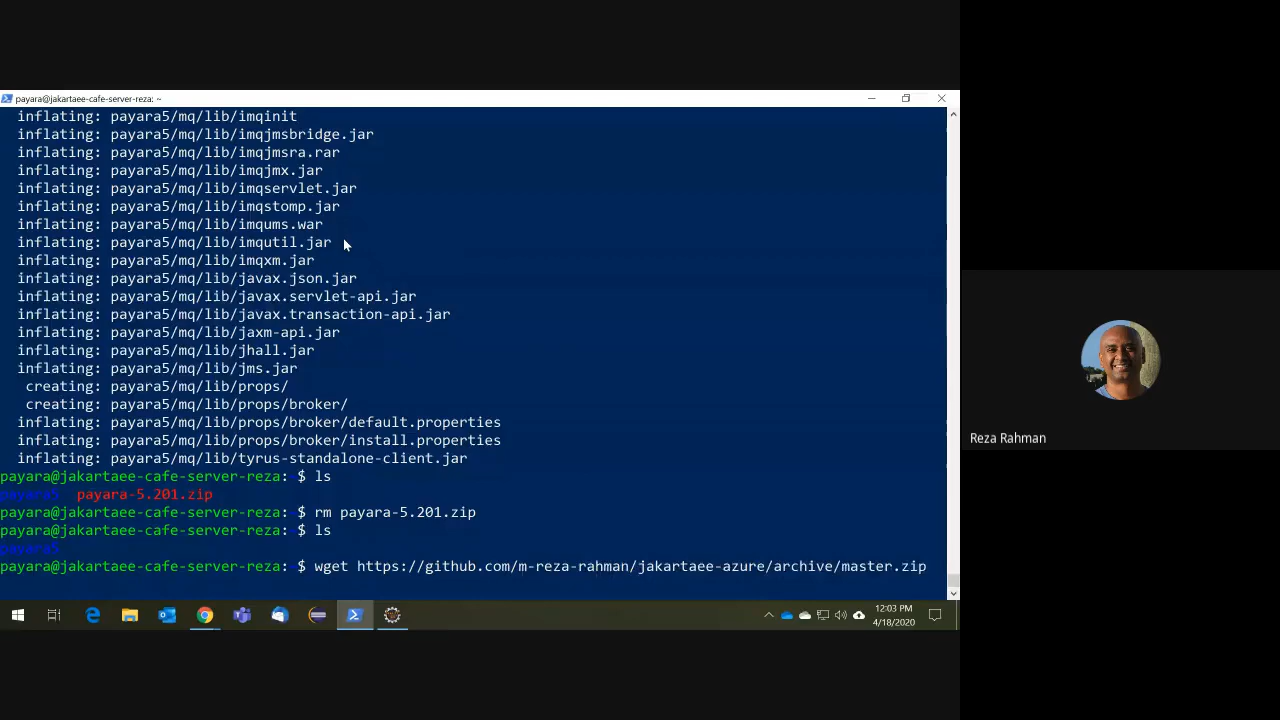 payara@jakartaee-cafe-server-reza: ~
inflating: payara5/mq/lib/imqinit
inflating: payara5/mq/lib/imqjmsbridge.jar
inflating: payara5/mq/lib/imqjmsra.rar
inflating: payara5/mq/lib/imqjmx.jar
inflating: payara5/mq/lib/imqservlet.jar
inflating: payara5/mq/lib/imqstomp.jar
inflating: payara5/mq/lib/imqums.war
inflating: payara5/mq/lib/imqutil.jar
inflating: payara5/mq/lib/imqxm.jar
inflating: payara5/mq/lib/javax.json.jar
inflating: payara5/mq/lib/javax.servlet-api.jar
inflating: payara5/mq/lib/javax.transaction-api.jar
inflating: payara5/mq/lib/jaxm-api.jar
inflating: payara5/mq/lib/jhall.jar
inflating: payara5/mq/lib/jms.jar
creating: payara5/mq/lib/props/
creating: payara5/mq/lib/props/broker/
inflating: payara5/mq/lib/props/broker/default.properties
inflating: payara5/mq/lib/props/broker/install.properties
inflating: payara5/mq/lib/tyrus-standalone-client.jar
payara@jakartaee-cafe-server-reza:~$ ls
payara5  payara-5.201.zip
payara@jakartaee-cafe-server-reza:~$ rm payara-5.201.zip
payara@jakartaee-cafe-server-reza:~$ ls
payara5
payara@jakartaee-cafe-server-reza:~$ wget https://github.com/m-reza-rahman/jakartaee-azure/archive/master.zip
12:03 PM
4/18/2020
Reza Rahman